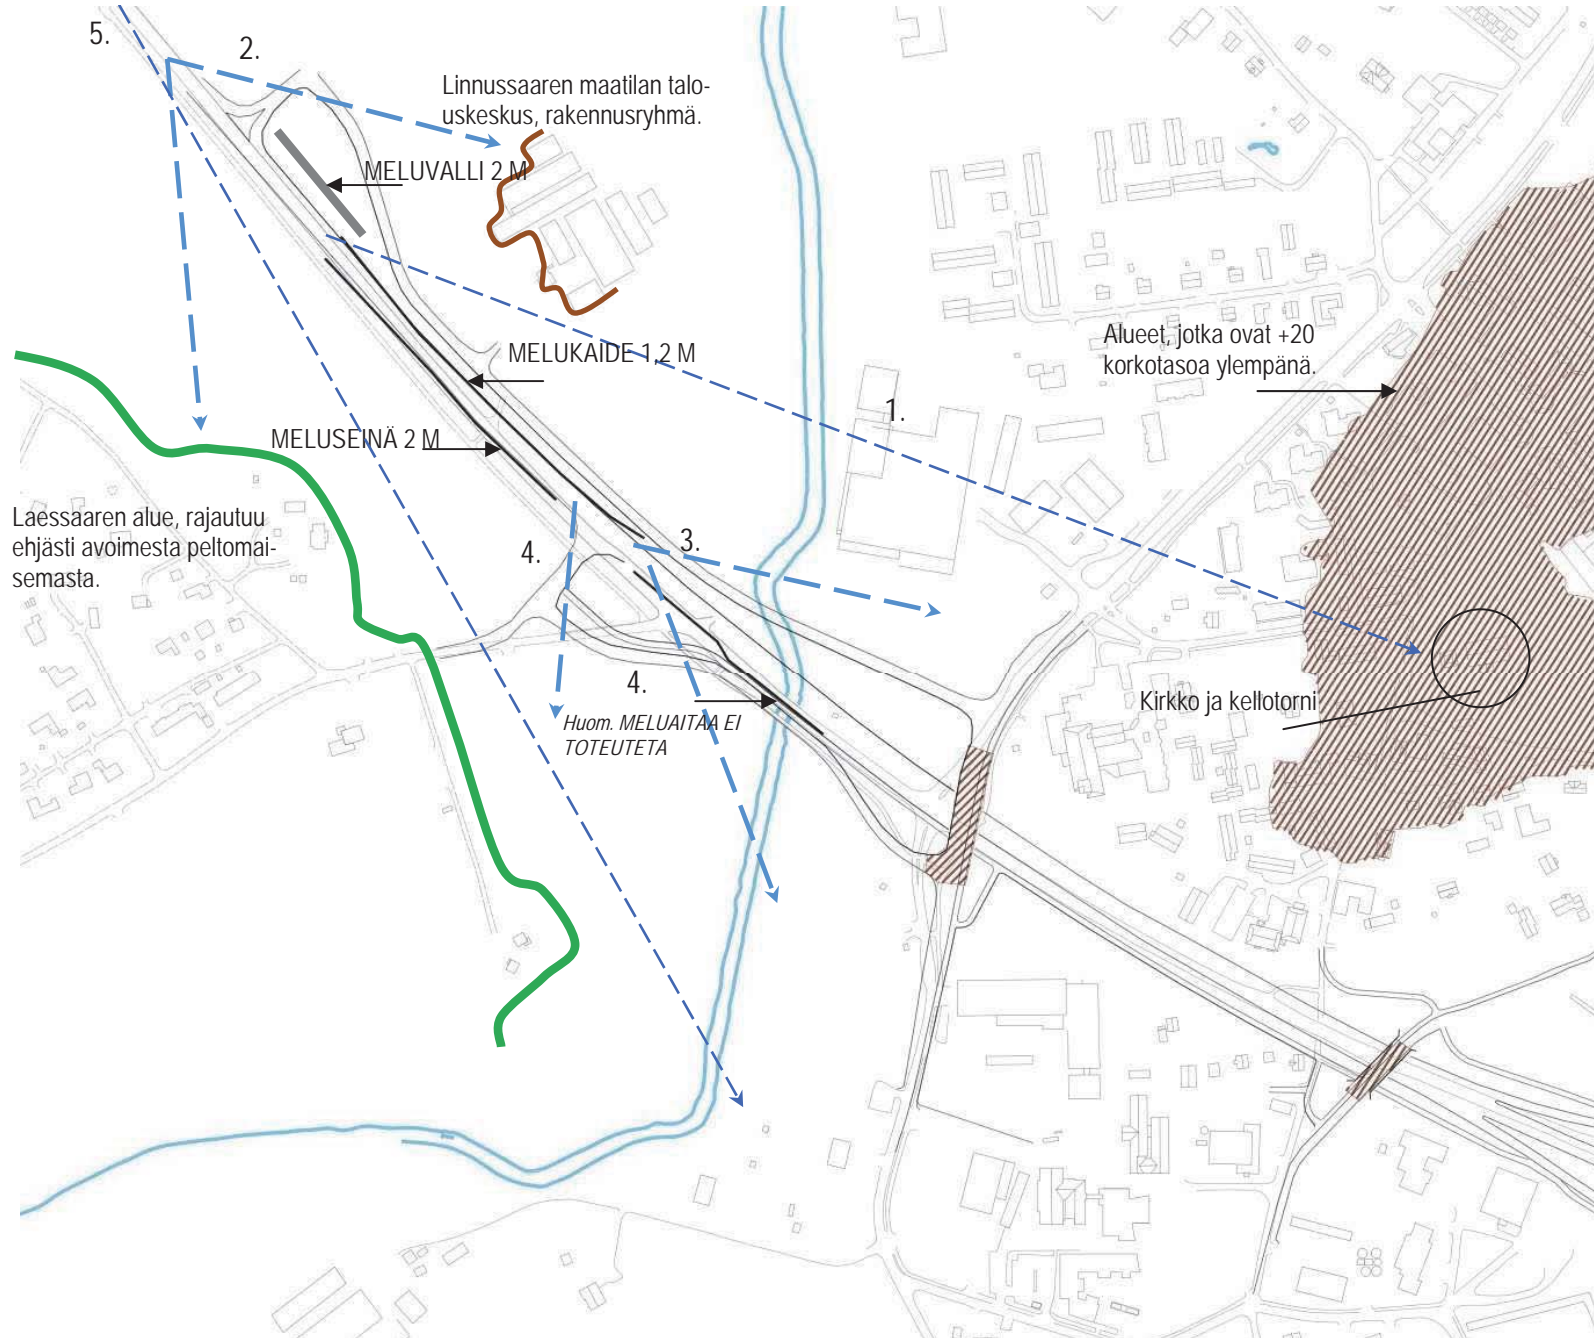 5.
2.
Linnussaaren maatilan talo-
uskeskus, rakennusryhmä.
MELUVALLI 2 M
Alueet, jotka ovat +20
korkotasoa ylempänä.
MELUKAIDE 1,2 M
1.
MELUSEINÄ 2 M
Laessaaren alue, rajautuu
ehjästi avoimesta peltomai-
semasta.
4.
3.
4.
Huom. MELUAITAA EI
TOTEUTETA
Kirkko ja kellotorni